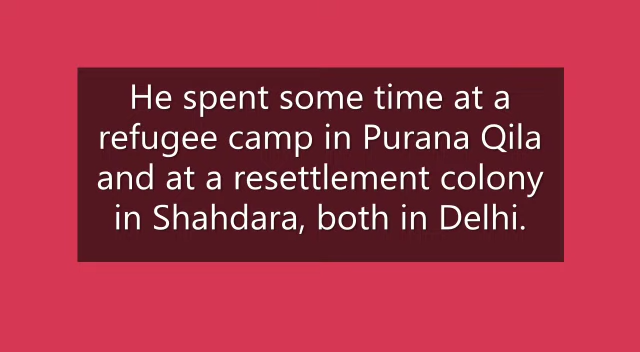 He spent some time at a
refugee camp in Purana Qila
and at a resettlement colony
in Shahdara, both in Delhi.